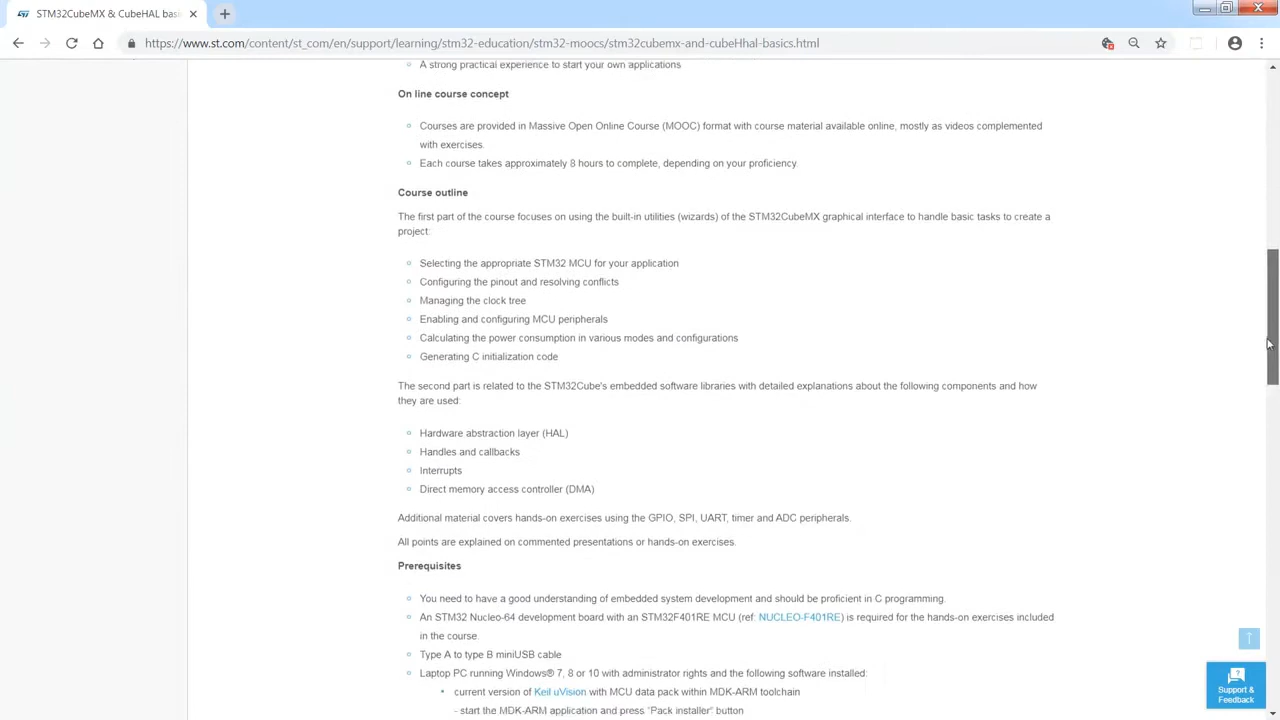 STM32CubeMX & CubeHAL basi
https://www.st.com/content/st_com/en/support/learning/stm32-education/stm32-moocs/stm32cubemx-and-cubeHhal-basics.html
A strong practical experience to start your own applications
On line course concept
Courses are provided in Massive Open Online Course (MOOC) format with course material available online, mostly as videos complemented
with exercises.
Each course takes approximately 8 hours to complete, depending on your proficiency.
Course outline
The first part of the course focuses on using the built-in utilities (wizards) of the STM32CubeMX graphical interface to handle basic tasks to create a
project:
Selecting the appropriate STM32 MCU for your application
Configuring the pinout and resolving conflicts
Managing the clock tree
Enabling and configuring MCU peripherals
Calculating the power consumption in various modes and configurations
Generating C initialization code
The second part is related to the STM32Cube's embedded software libraries with detailed explanations about the following components and how
they are used:
Hardware abstraction layer (HAL)
Handles and callbacks
Interrupts
Direct memory access controller (DMA)
Additional material covers hands-on exercises using the GPIO, SPI, UART, timer and ADC peripherals.
All points are explained on commented presentations or hands-on exercises.
Prerequisites
You need to have a good understanding of embedded system development and should be proficient in C programming.
An STM32 Nucleo-64 development board with an STM32F401RE MCU (ref: NUCLEO-F401RE) is required for the hands-on exercises included
in the course.
Type A to type B miniUSB cable
Laptop PC running Windows® 7, 8 or 10 with administrator rights and the following software installed:
current version of Keil uVision with MCU data pack within MDK-ARM toolchain
- start the MDK-ARM application and press "Pack installer" button
Support &
Feedback